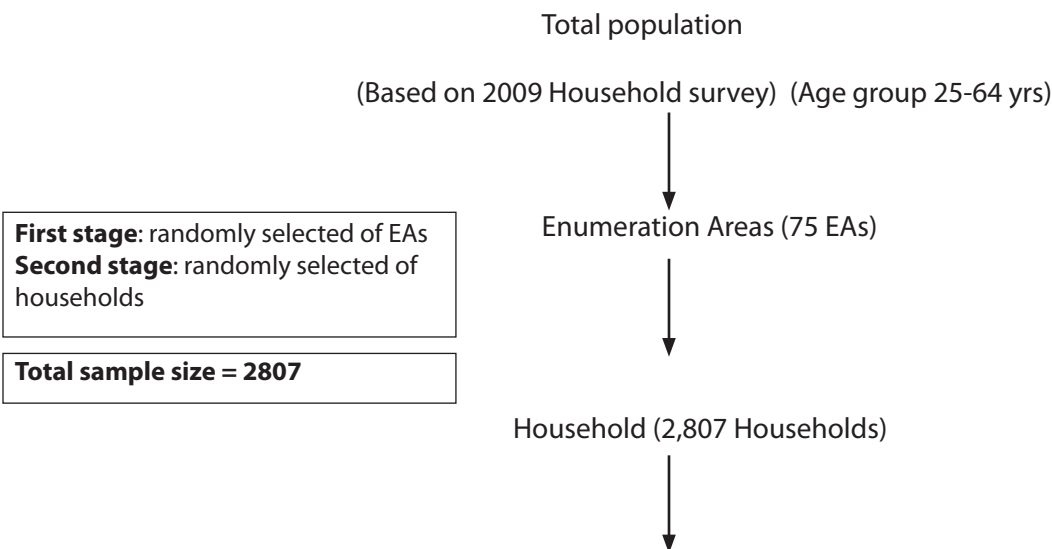 Total population
(Based on 2009 Household survey) (Age group 25-64 yrs)
First stage: randomly selected of EAs
Second stage: randomly selected of
households
Enumeration Areas (75 EAs)
Total sample size = 2807
Household (2,807 Households)